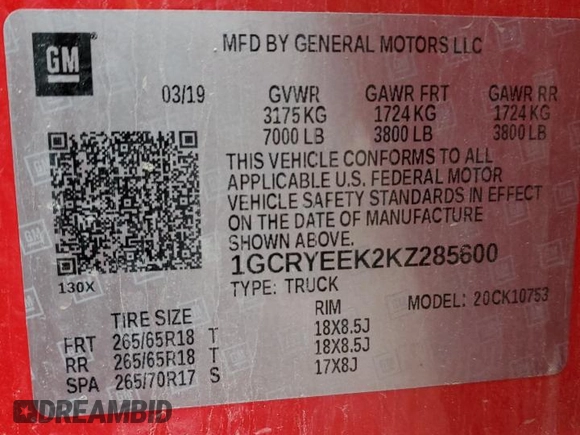 GM
MFD BY GENERAL MOTORS LLC
03/19 GVWR GAWR FRT GAWR RR
3175 KG 1724 KG 1724 KG
7000 LB 3800 LB 3800 LB
THIS VEHICLE CONFORMS TO ALL
APPLICABLE U.S. FEDERAL MOTOR
VEHICLE SAFETY STANDARDS IN EFFECT
ON THE DATE OF MANUFACTURE
SHOWN ABOVE.
130X
1GCRYEEK2KZ285600
TYPE: TRUCK MODEL: 20CK10753
TIRE SIZE RIM
FRT 265/65R18 T 18X8.5J
RR 265/65R18 T 18X8.5J
SPA 265/70R17 S 17X8J
DREAMBID